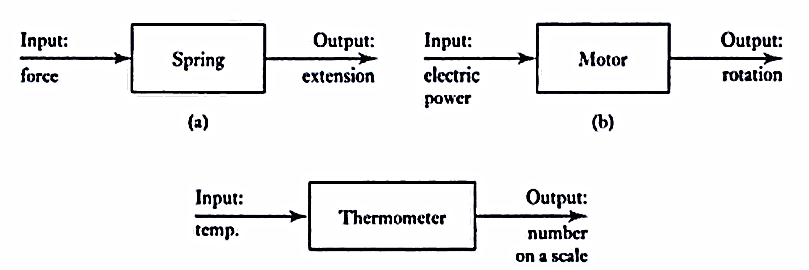 Input:
force
Spring
Output:
extension
(a)
Input:
electric
power
Motor
Output:
rotation
(b)
Input:
temp.
Thermometer
Output:
number
on a scale